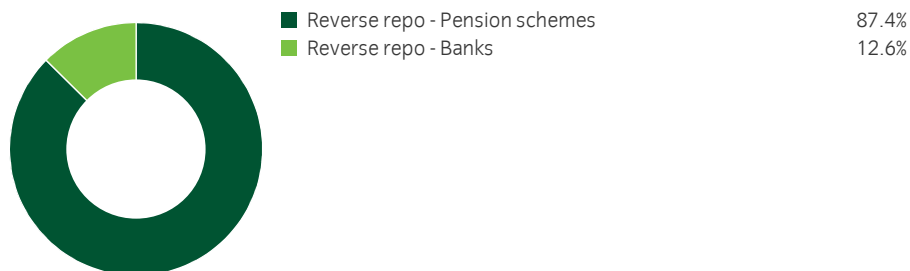 Reverse repo - Pension schemes 87.4%
Reverse repo - Banks 12.6%